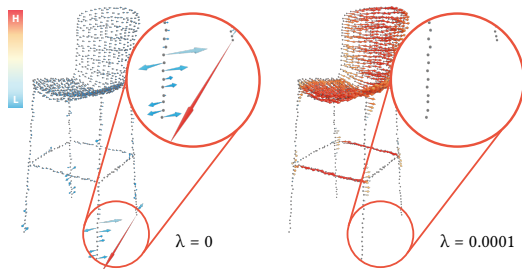 H
L
λ = 0
λ = 0.0001